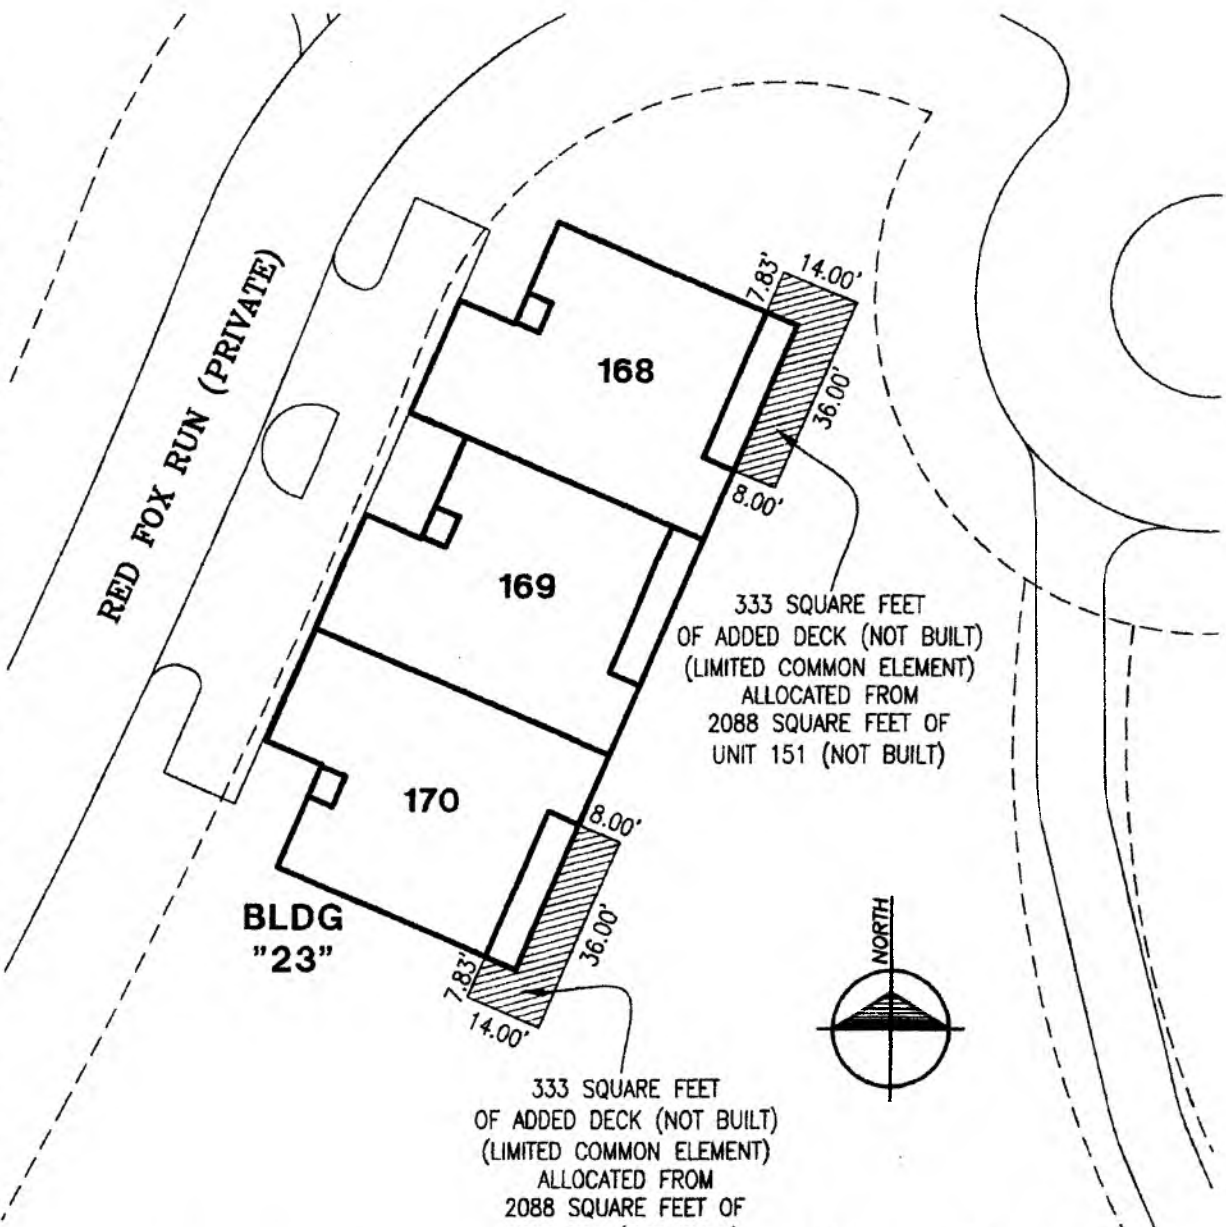 RED FOX RUN (PRIVATE)
7.83'
14.00'
168
36.00'
8.00'
169
333 SQUARE FEET
OF ADDED DECK (NOT BUILT)
(LIMITED COMMON ELEMENT)
ALLOCATED FROM
2088 SQUARE FEET OF
UNIT 151 (NOT BUILT)
170
8.00'
BLDG
"23"
36.00'
7.83'
14.00'
NORTH
333 SQUARE FEET
OF ADDED DECK (NOT BUILT)
(LIMITED COMMON ELEMENT)
ALLOCATED FROM
2088 SQUARE FEET OF